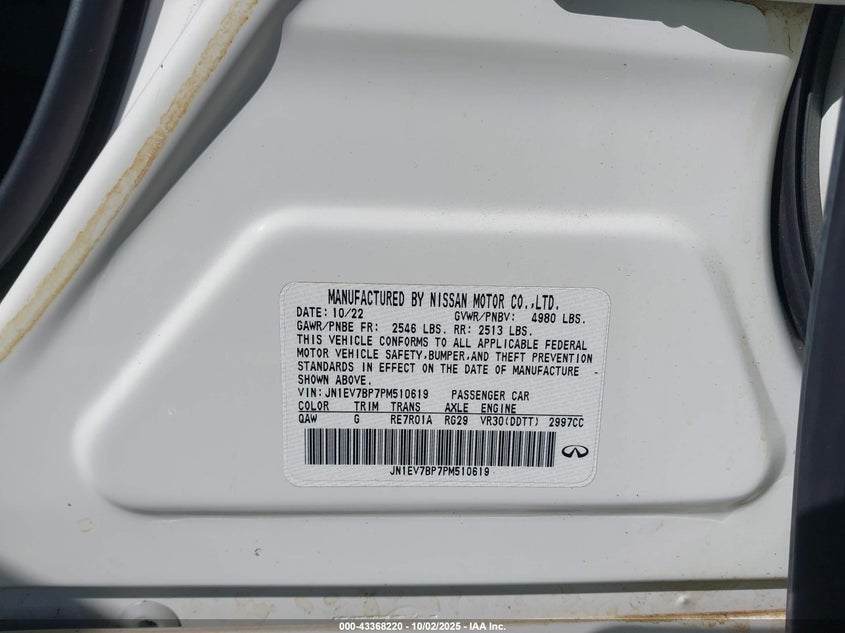 MANUFACTURED BY NISSAN MOTOR CO.,LTD.
DATE: 10/22 GVWR/PNBV: 4980 LBS.
GAWR/PNBE FR: 2546 LBS. RR: 2513 LBS.
THIS VEHICLE CONFORMS TO ALL APPLICABLE FEDERAL
MOTOR VEHICLE SAFETY,BUMPER,AND THEFT PREVENTION
STANDARDS IN EFFECT ON THE DATE OF MANUFACTURE
SHOWN ABOVE.
VIN: JN1EV7BP7PM510619 PASSENGER CAR
COLOR TRIM TRANS AXLE ENGINE
QAW G RE7R01A RG29 VR30(DDTT) 2997CC
JN1EV7BP7PM510619
000-43368220 - 10/02/2025 - IAA Inc.